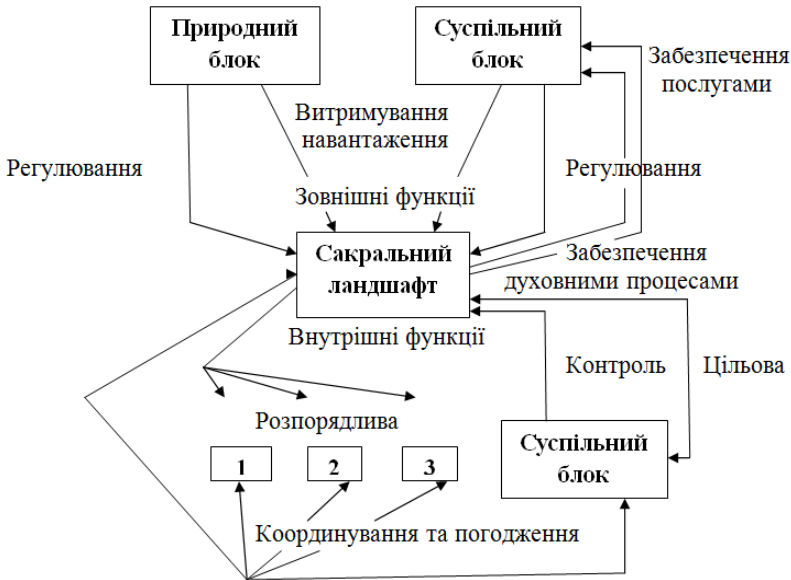 Природний
блок
Суспільний
блок
Забезпечення
послугами
Витримування
навантаження
Регулювання
Регулювання
Зовнішні функції
Сакральний
ландшафт
Забезпечення
духовними процесами
Внутрішні функції
Контроль
Цільова
Розпорядлива
Суспільний
блок
1
2
3
Координування та погодження